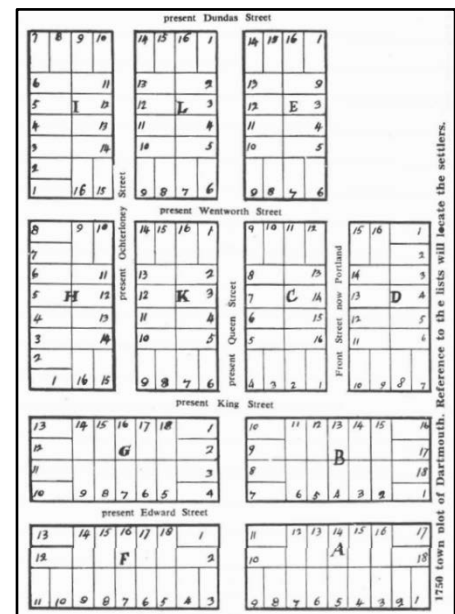 present Dundas Street
7 8 9 10 14 15 16 1 14 15 16 1
6 11 13 2 13 2
5 I 12 12 L 3 12 E 3
4 13 11 4 11 4
3 14 10 5 10 5
2
1 16 15 9 8 7 6 9 8 7 6
present Ochterloney Street
present Wentworth Street
8 9 10 14 15 16 1 9 10 11 12 15 16 1
7 2
6 11 13 2 8 13 14 3
5 H 12 12 K 3 7 C 14 13 D 4
4 13 11 4 6 15 12 5
3 14 10 5 5 16 11 6
2
1 16 15 9 8 7 6 4 3 2 1 10 9 8 7
present Queen Street
Front Street now Portland
present King Street
13 14 15 16 17 18 1 10 11 12 13 14 15 16
12 G 2 9 B 17
11 3 8 18
10 9 8 7 6 5 4 7 6 5 4 3 2 1
present Edward Street
13 14 15 16 17 18 1 11 12 13 14 15 16 17
12 F 2 10 A 18
11 10 9 8 7 6 5 4 3 9 8 7 6 5 4 3 2 1
1750 town plot of Dartmouth. Reference to the lists will locate the settlers.